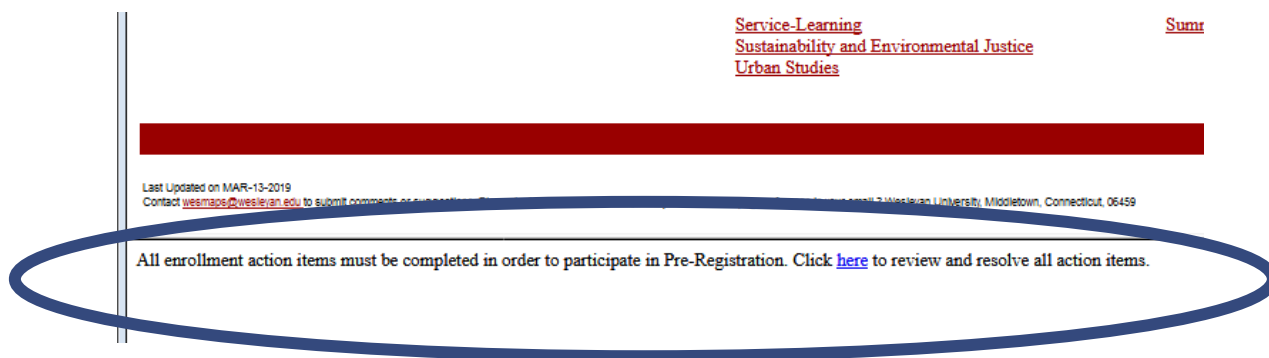 Service-Learning
Sumr
Sustainability and Environmental Justice
Urban Studies
Last Updated on MAR-13-2019
Contact wesmaps@wesleyan.edu to submit comments or Wesleyan University, Middletown, Connecticut, 06459
All enrollment action items must be completed in order to participate in Pre-Registration. Click here to review and resolve all action items.